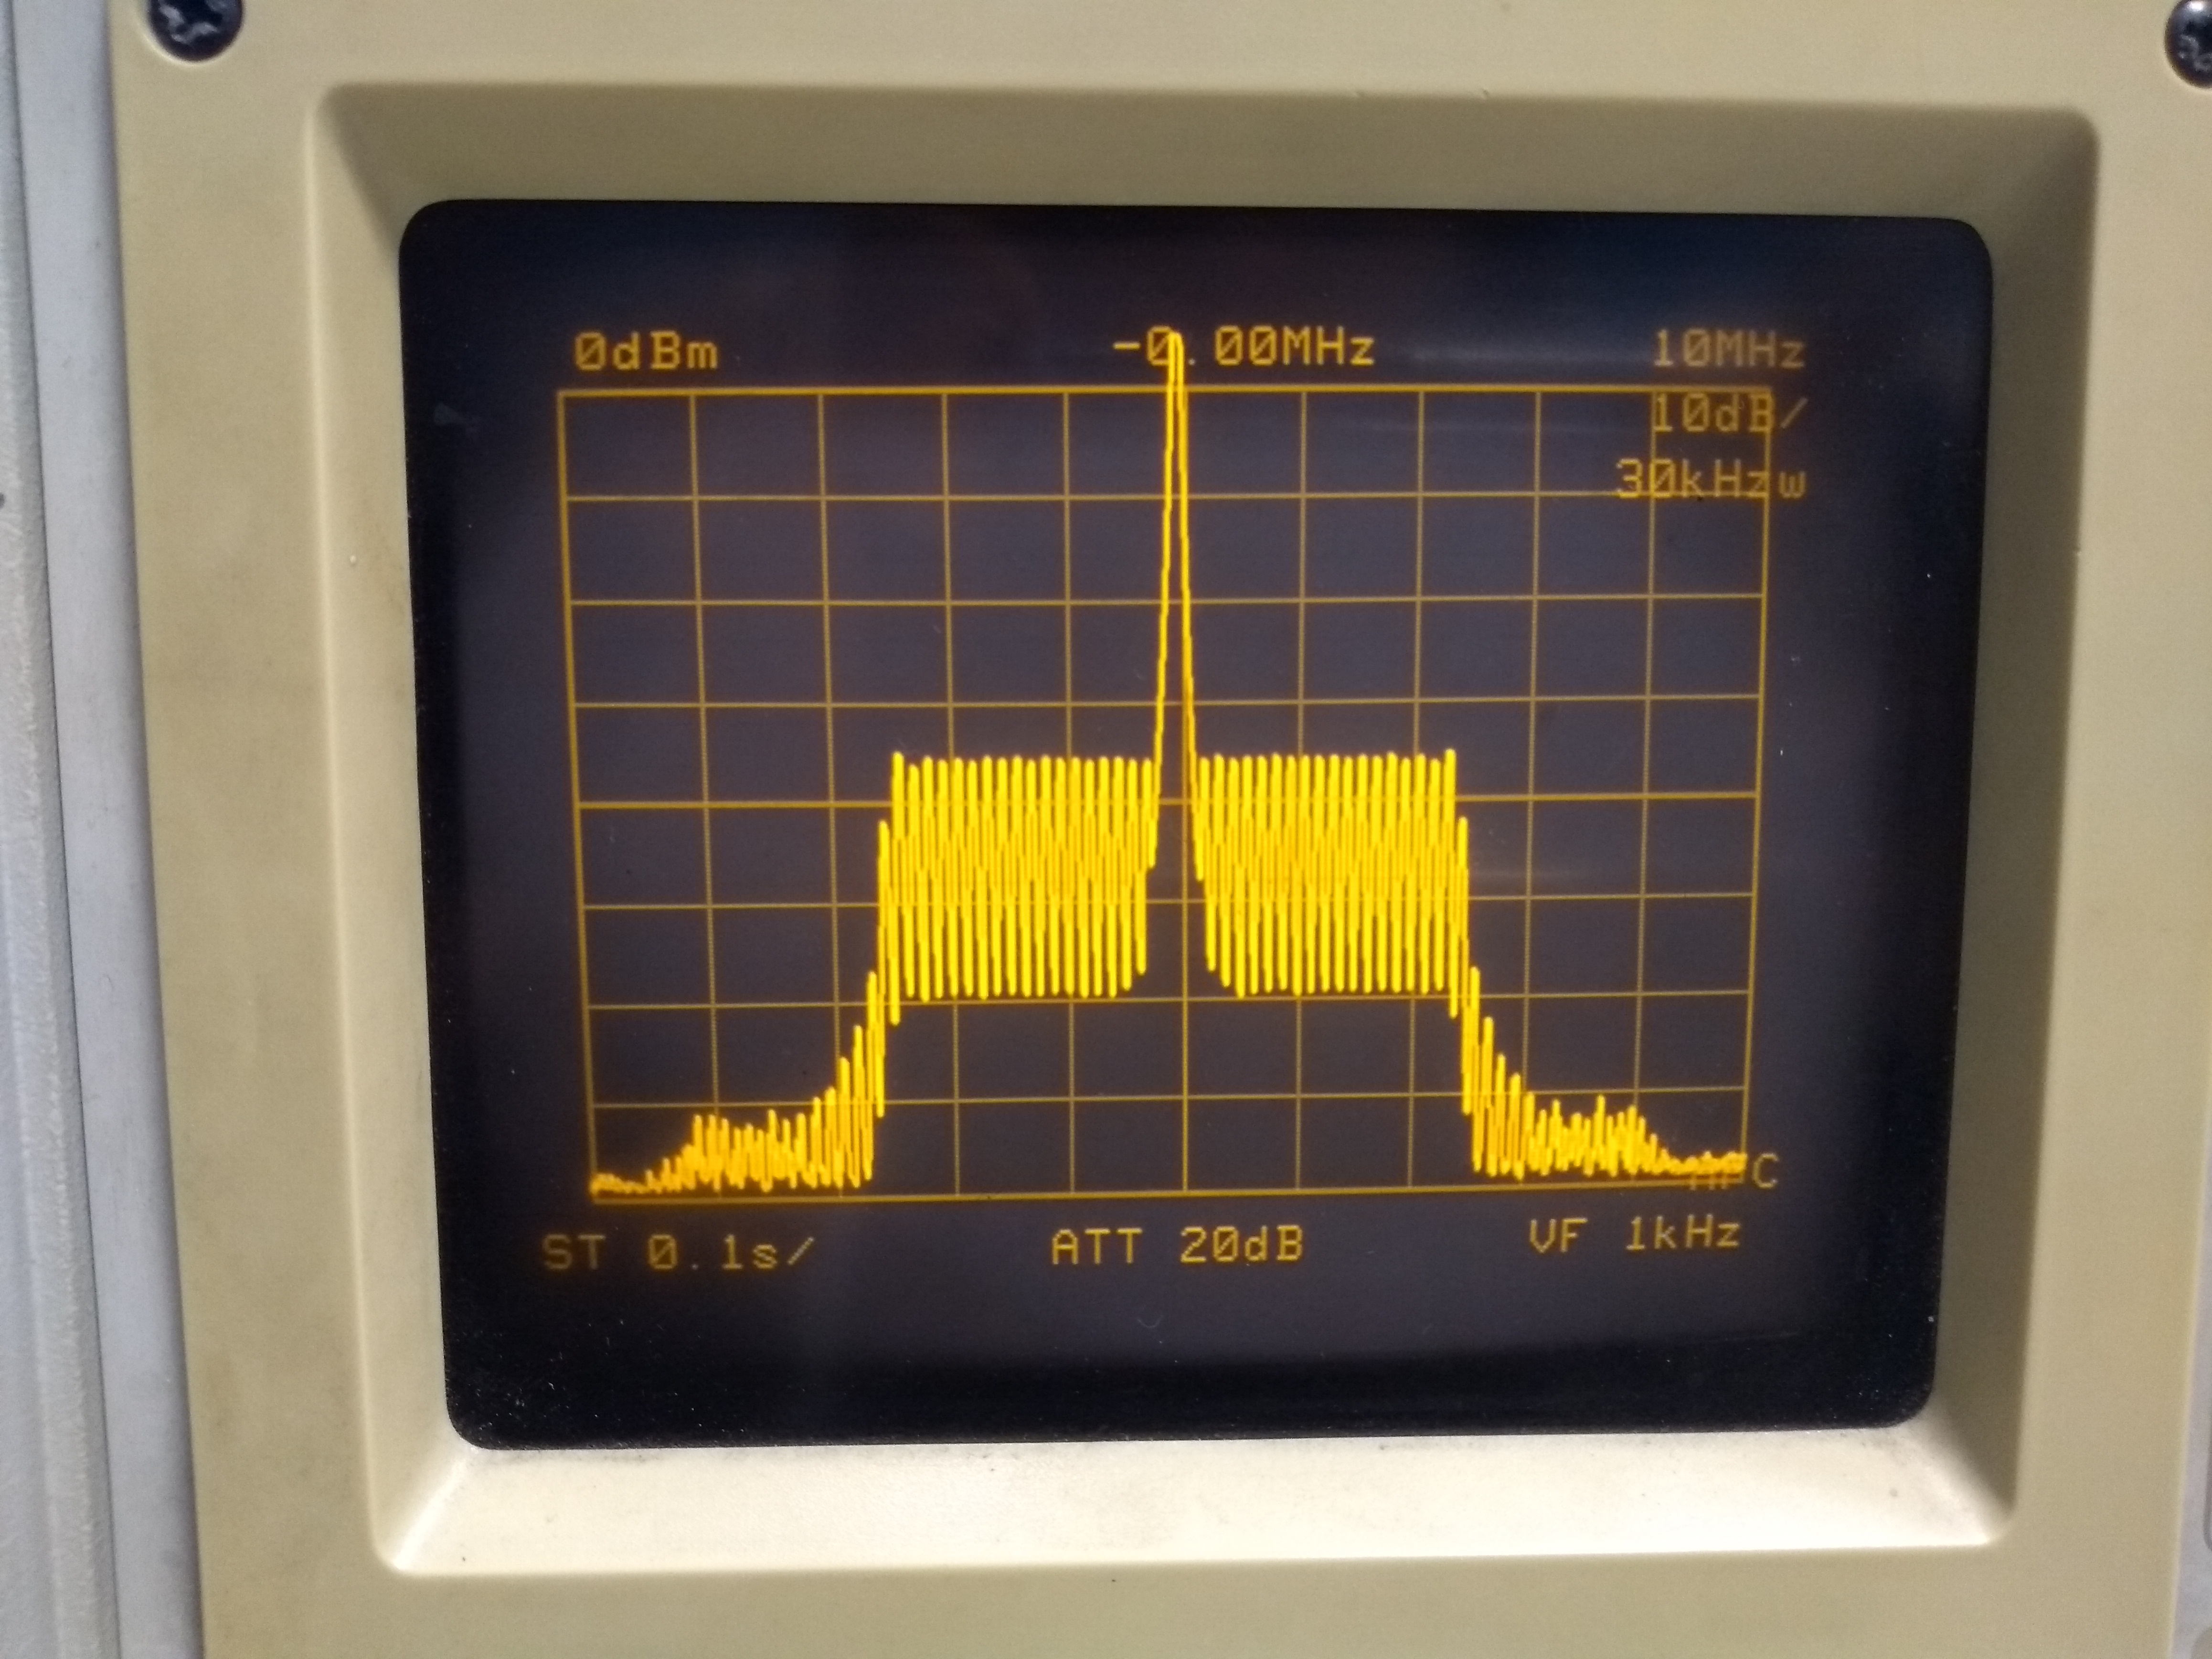 0dBm -0.00MHz 10MHz
10dB/
30kHzw
C
ST 0.1s/ ATT 20dB VF 1kHz